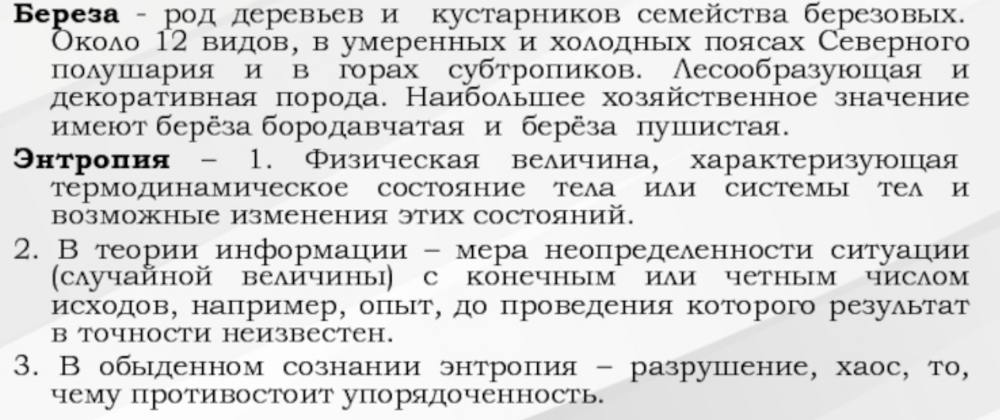 Береза - род деревьев и кустарников семейства березовых.
Около 12 видов, в умеренных и холодных поясах Северного
полушария и в горах субтропиков. Лесообразующая и
декоративная порода. Наибольшее хозяйственное значение
имеют берёза бородавчатая и берёза пушистая.
Энтропия – 1. Физическая величина, характеризующая
термодинамическое состояние тела или системы тел и
возможные изменения этих состояний.
2. В теории информации – мера неопределенности ситуации
(случайной величины) с конечным или четным числом
исходов, например, опыт, до проведения которого результат
в точности неизвестен.
3. В обыденном сознании энтропия – разрушение, хаос, то,
чему противостоит упорядоченность.